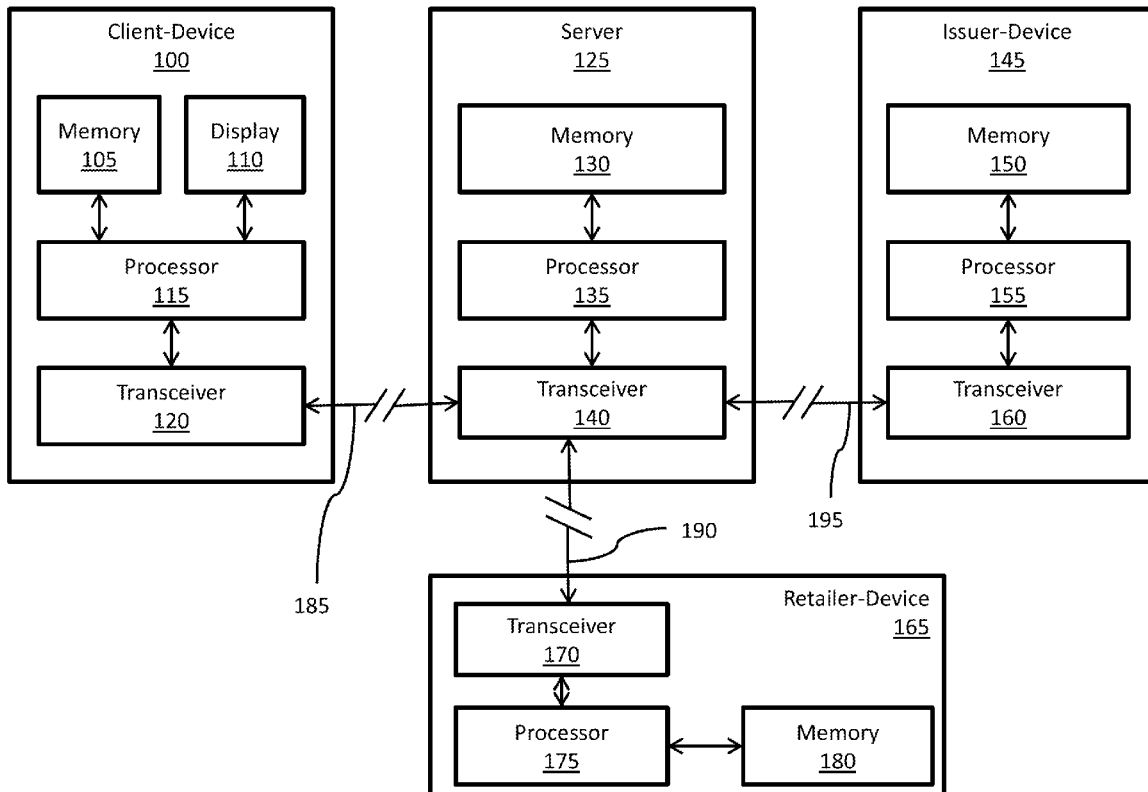 Client-Device
100
Memory
105
Display
110
Processor
115
Transceiver
120
Server
125
Memory
130
Processor
135
Transceiver
140
Issuer-Device
145
Memory
150
Processor
155
Transceiver
160
185
190
195
Retailer-Device
165
Transceiver
170
Processor
175
Memory
180